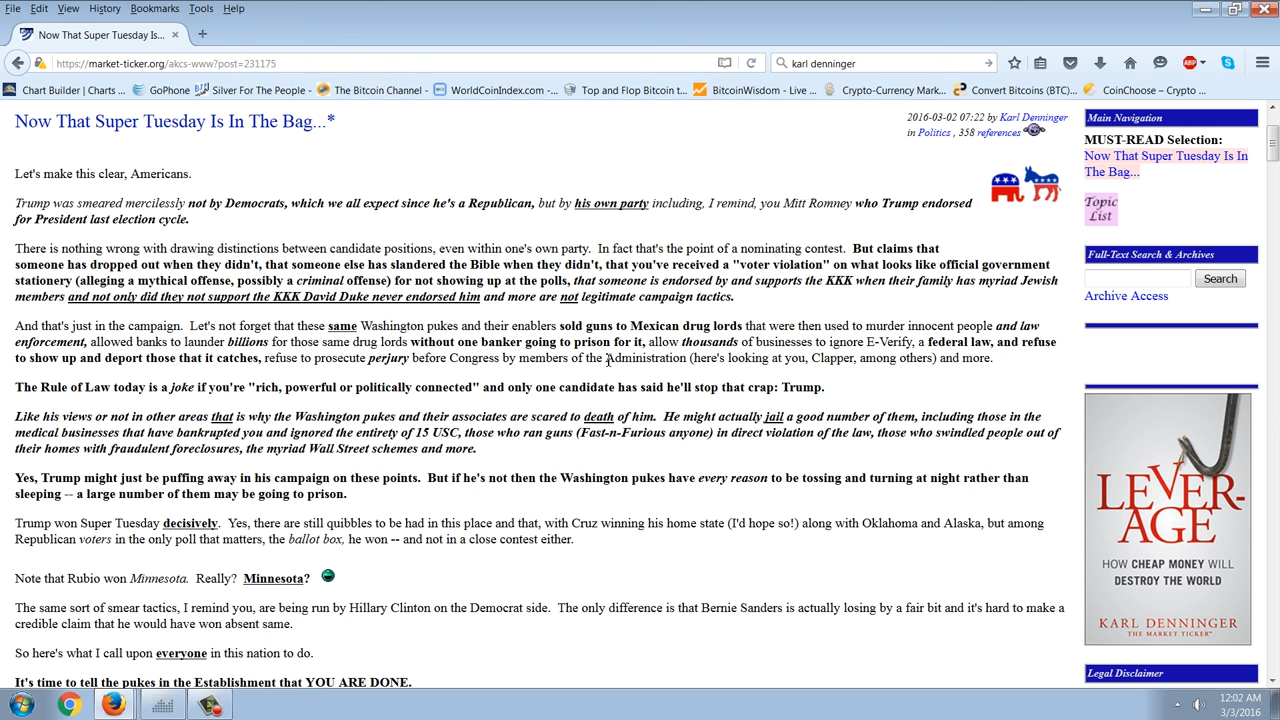 File Edit View History Bookmarks Tools Help
Now That Super Tuesday Is...
https://market-ticker.org/akcs-www?post=231175
karl denninger
ABP
Chart Builder | Charts ... GoPhone Silver For The People - The Bitcoin Channel - WorldCoinIndex.com -... Top and Flop Bitcoin t... BitcoinWisdom - Live ... Crypto-Currency Mark... Convert Bitcoins (BTC)... CoinChoose – Crypto ...
Now That Super Tuesday Is In The Bag...*
2016-03-02 07:22 by Karl Denninger
in Politics , 358 references
Let's make this clear, Americans.
Trump was smeared mercilessly not by Democrats, which we all expect since he's a Republican, but by his own party including, I remind, you Mitt Romney who Trump endorsed
for President last election cycle.
There is nothing wrong with drawing distinctions between candidate positions, even within one's own party. In fact that's the point of a nominating contest. But claims that
someone has dropped out when they didn't, that someone else has slandered the Bible when they didn't, that you've received a "voter violation" on what looks like official government
stationery (alleging a mythical offense, possibly a criminal offense) for not showing up at the polls, that someone is endorsed by and supports the KKK when their family has myriad Jewish
members and not only did they not support the KKK David Duke never endorsed him and more are not legitimate campaign tactics.
And that's just in the campaign. Let's not forget that these same Washington pukes and their enablers sold guns to Mexican drug lords that were then used to murder innocent people and law
enforcement, allowed banks to launder billions for those same drug lords without one banker going to prison for it, allow thousands of businesses to ignore E-Verify, a federal law, and refuse
to show up and deport those that it catches, refuse to prosecute perjury before Congress by members of the Administration (here's looking at you, Clapper, among others) and more.
The Rule of Law today is a joke if you're "rich, powerful or politically connected" and only one candidate has said he'll stop that crap: Trump.
Like his views or not in other areas that is why the Washington pukes and their associates are scared to death of him. He might actually jail a good number of them, including those in the
medical businesses that have bankrupted you and ignored the entirety of 15 USC, those who ran guns (Fast-n-Furious anyone) in direct violation of the law, those who swindled people out of
their homes with fraudulent foreclosures, the myriad Wall Street schemes and more.
Yes, Trump might just be puffing away in his campaign on these points. But if he's not then the Washington pukes have every reason to be tossing and turning at night rather than
sleeping -- a large number of them may be going to prison.
Trump won Super Tuesday decisively. Yes, there are still quibbles to be had in this place and that, with Cruz winning his home state (I'd hope so!) along with Oklahoma and Alaska, but among
Republican voters in the only poll that matters, the ballot box, he won -- and not in a close contest either.
Note that Rubio won Minnesota. Really? Minnesota?
The same sort of smear tactics, I remind you, are being run by Hillary Clinton on the Democrat side. The only difference is that Bernie Sanders is actually losing by a fair bit and it's hard to make a
credible claim that he would have won absent same.
So here's what I call upon everyone in this nation to do.
It's time to tell the pukes in the Establishment that YOU ARE DONE.
Main Navigation
MUST-READ Selection:
Now That Super Tuesday Is In
The Bag...
Topic
List
Full-Text Search & Archives
Search
Archive Access
LEVER-
AGE
HOW CHEAP MONEY WILL
DESTROY THE WORLD
KARL DENNINGER
THE MARKET TICKER
Legal Disclaimer
12:02 AM
3/3/2016